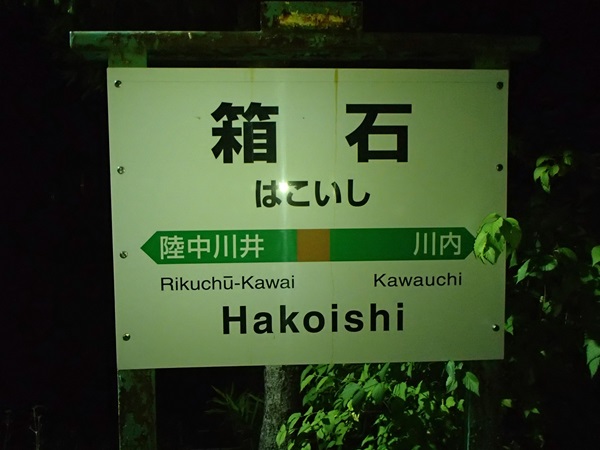 箱石
はこいし
陸中川井 川内
Rikuchū-Kawai Kawauchi
Hakoishi